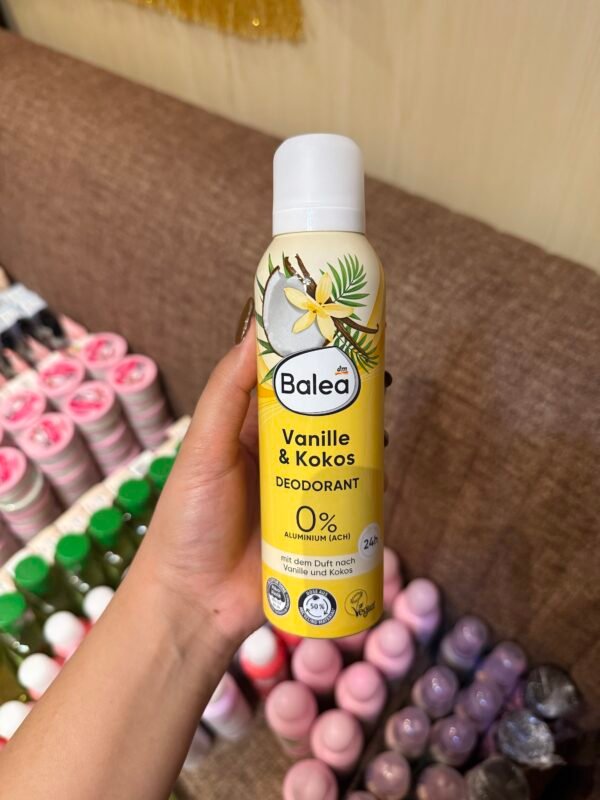 dm
Balea
Vanille
& Kokos
DEODORANT
0%
ALUMINIUM (ACH)
24h
mit dem Duft nach
Vanille und Kokos
50%
Vegan